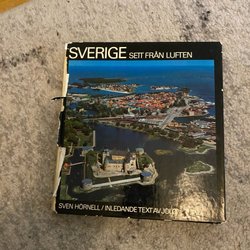 SVERIGE SETT FRÅN LUFTEN
SVEN HÖRNELL / INLEDANDE TEXT AV